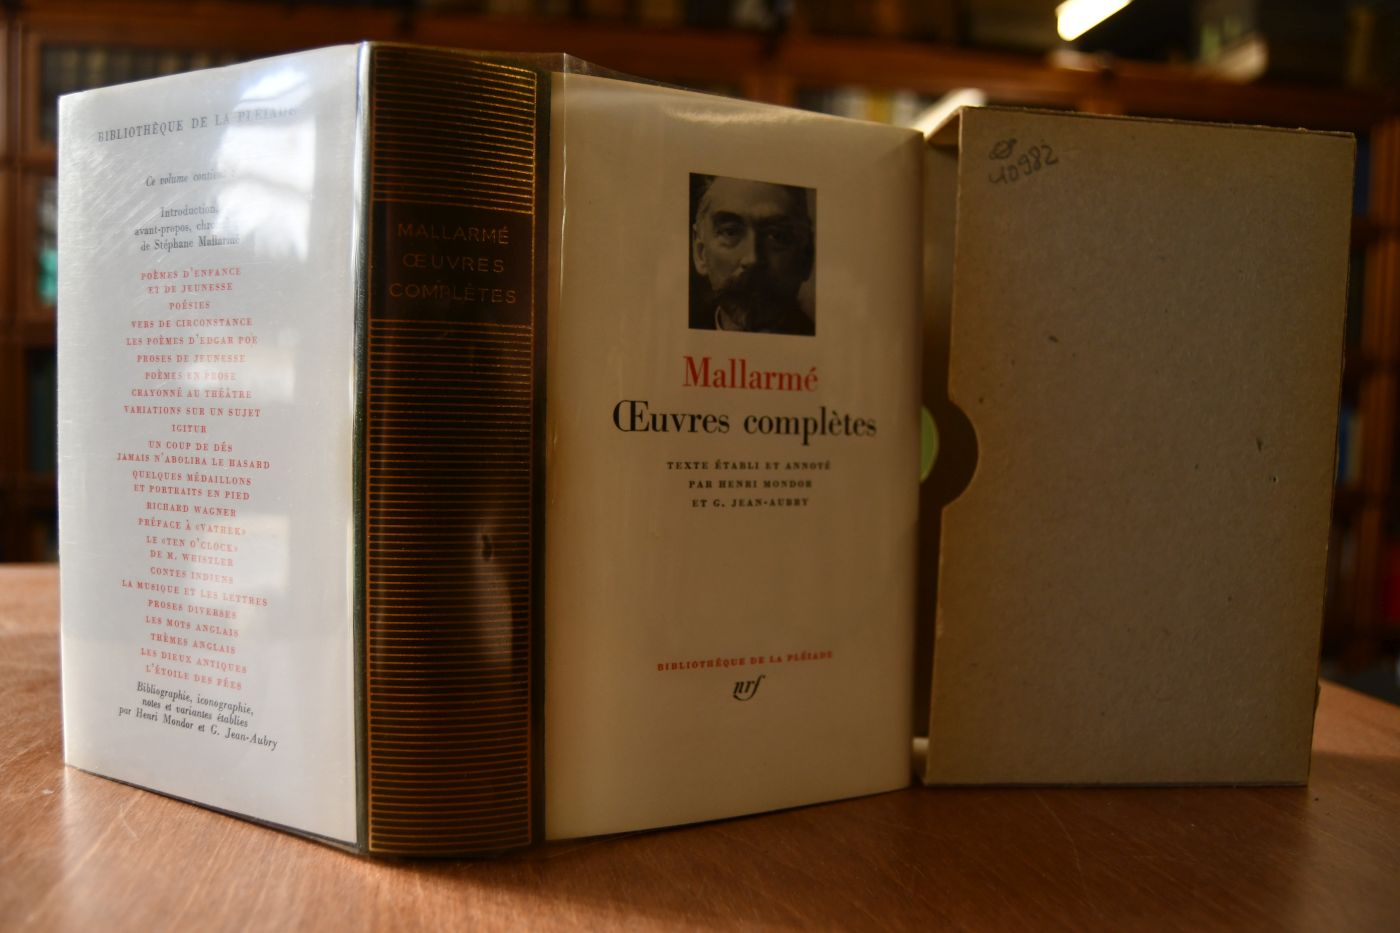 BIBLIOTHÈQUE DE LA PLÉIADE
Ce volume contient
Introduction,
avant-propos,
de Stéphane Mallarmé
POÈMES D'ENFANCE
ET DE JEUNESSE
POÉSIES
VERS DE CIRCONSTANCE
LES POÈMES D'EDGAR POE
PROSES DE JEUNESSE
POÈMES EN PROSE
CRAYONNÉ AU THÉÂTRE
VARIATIONS SUR UN SUJET
IGITUR
UN COUP DE DÉS
JAMAIS N'ABOLIRA LE HASARD
QUELQUES MÉDAILLONS
ET PORTRAITS EN PIED
RICHARD WAGNER
PRÉFACE À «VATHEK»
LE «TEN O'CLOCK»
DE M. WHISTLER
CONTES INDIENS
LA MUSIQUE ET LES LETTRES
PROSES DIVERSES
LES MOTS ANGLAIS
THÈMES ANGLAIS
LES DIEUX ANTIQUES
L'ÉTOILE DES FÉES
Bibliographie, iconographie,
notes et variantes établies
par Henri Mondor et G. Jean-Aubry
MALLARMÉ
ŒUVRES
COMPLÈTES
Mallarmé
Œuvres complètes
TEXTE ÉTABLI ET ANNOTÉ
PAR HENRI MONDOR
ET G. JEAN-AUBRY
BIBLIOTHÈQUE DE LA PLÉIADE
nrf
10982